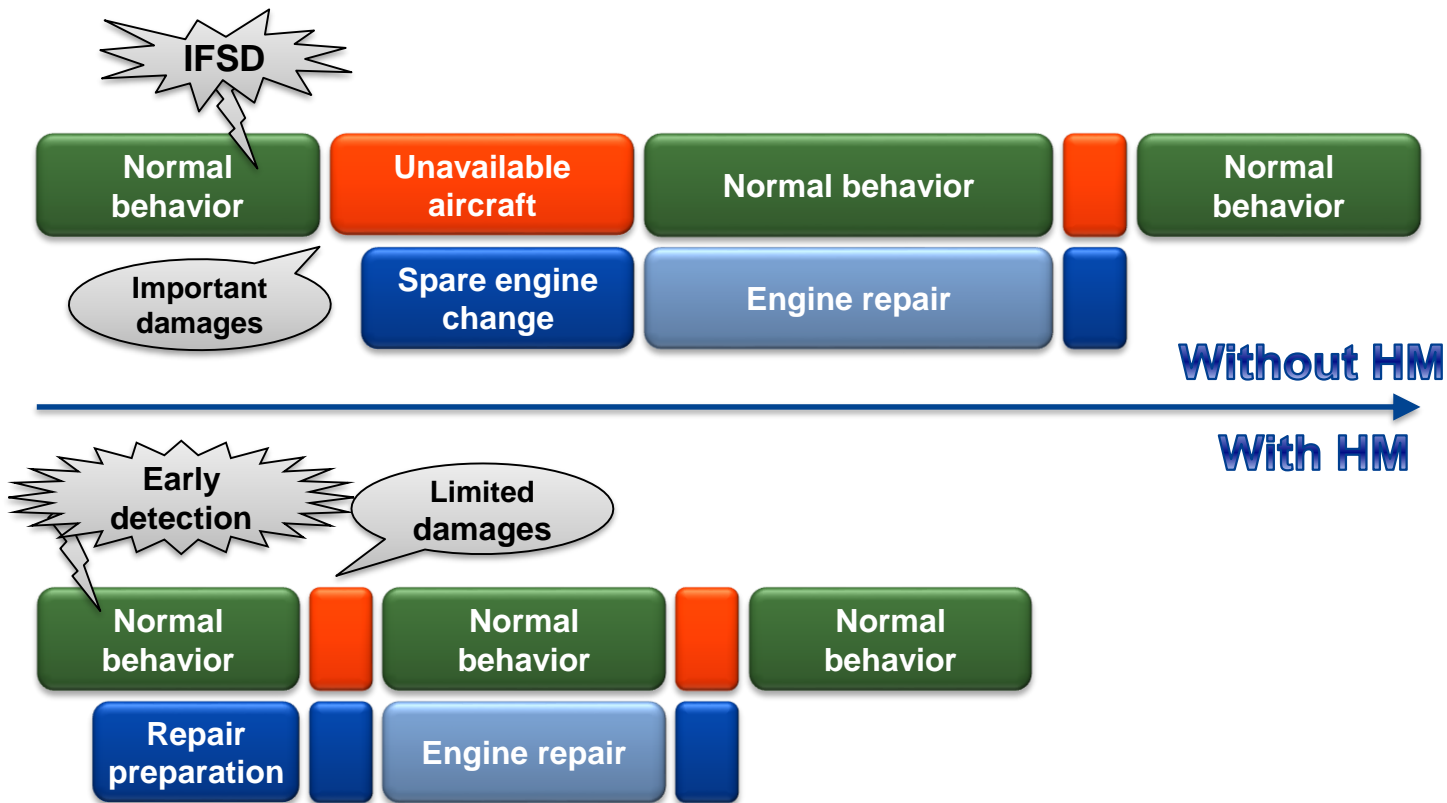 IFSD
Normal
behavior
Unavailable
aircraft
Normal behavior
Normal
behavior
Important
damages
Spare engine
change
Engine repair
Without HM
With HM
Early
detection
Limited
damages
Normal
behavior
Normal
behavior
Normal
behavior
Repair
preparation
Engine repair